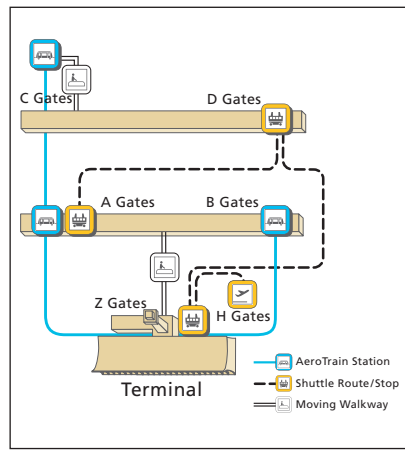 C Gates
D Gates
A Gates
B Gates
Z Gates
H Gates
Terminal
AeroTrain Station
Shuttle Route/Stop
Moving Walkway